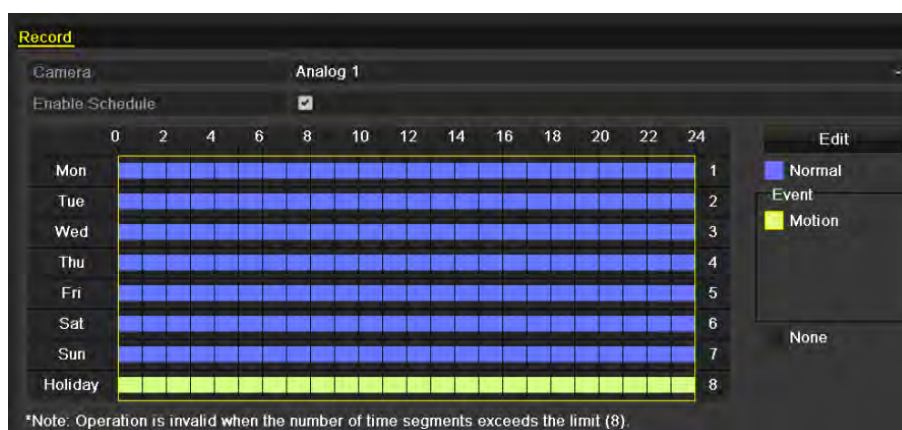 Record
Camera Analog 1
Enable Schedule
0 2 4 6 8 10 12 14 16 18 20 22 24 Edit
Mon 1 Normal
Tue 2 Event
Wed 3 Motion
Thu 4
Fri 5
Sat 6
None
Sun 7
Holiday 8
*Note: Operation is invalid when the number of time segments exceeds the limit (8).